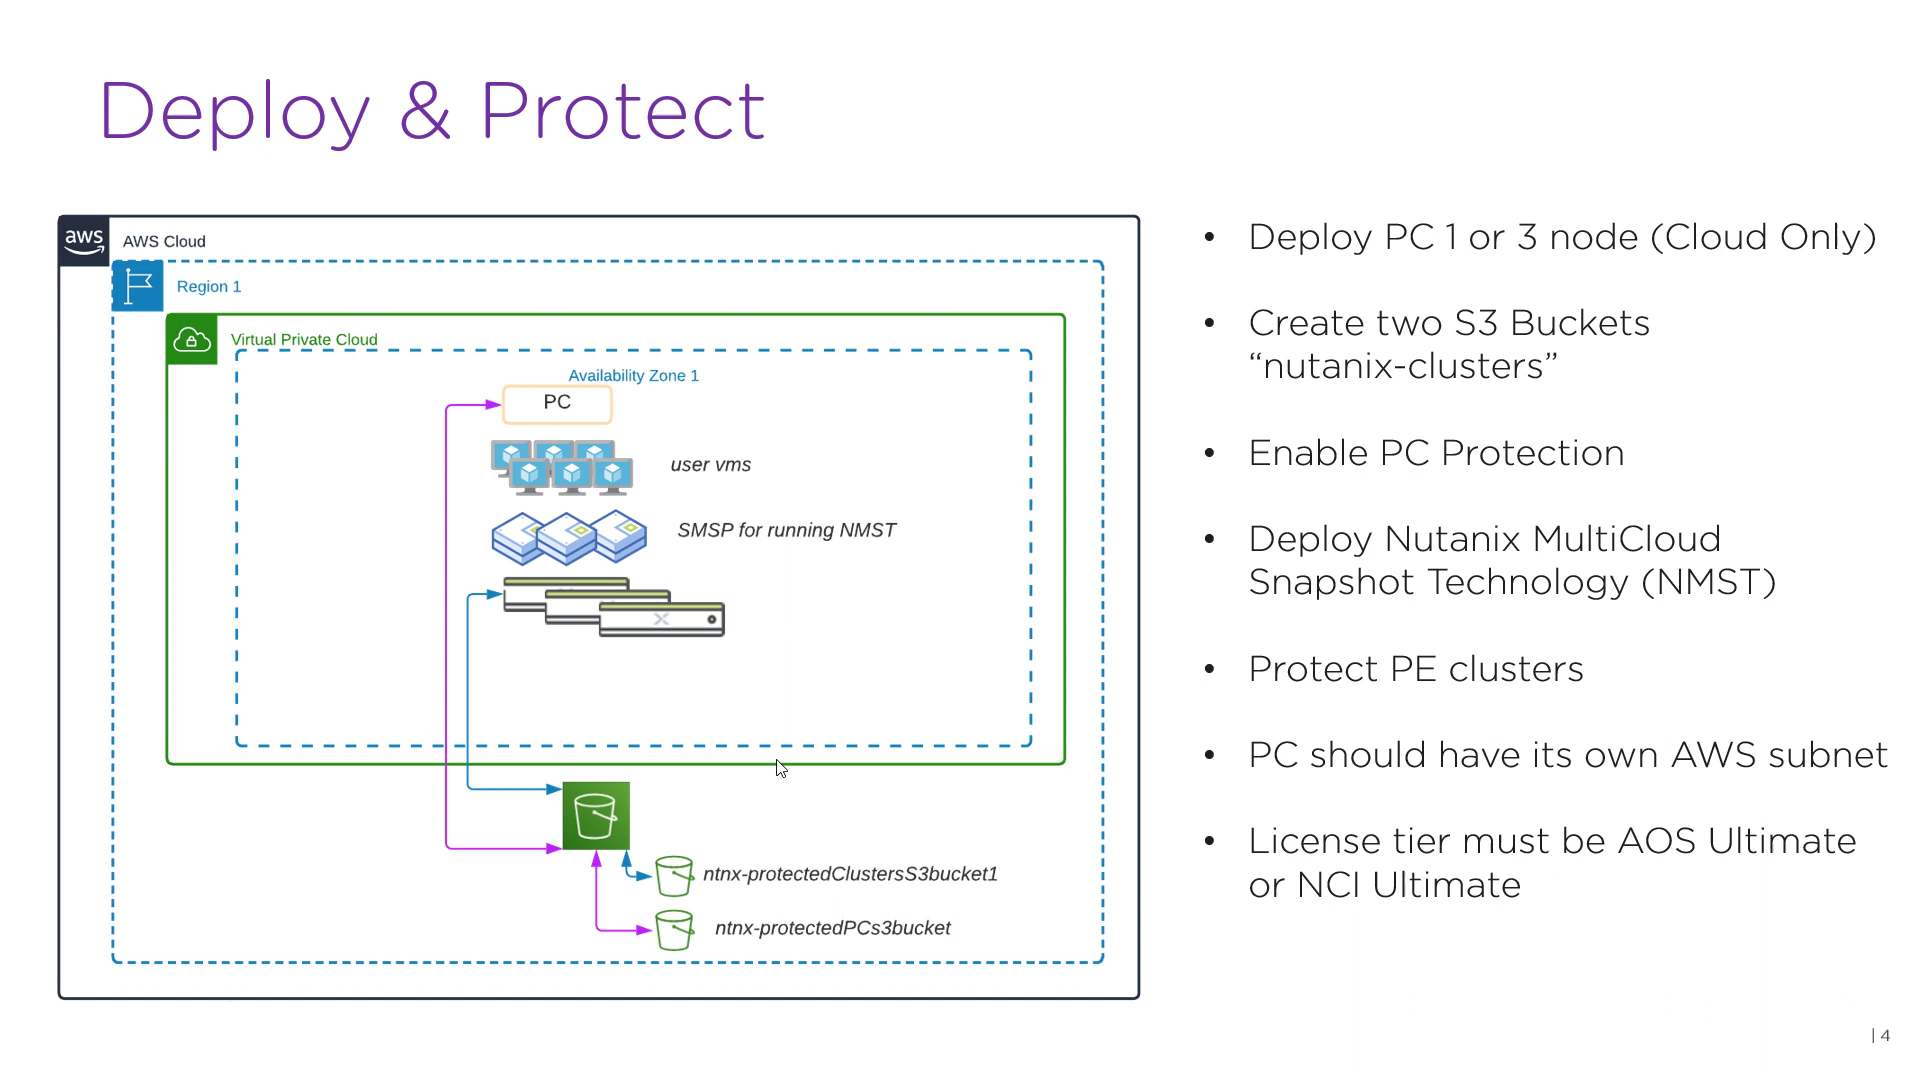 Deploy & Protect
aws
AWS Cloud
Region 1
Virtual Private Cloud
Availability Zone 1
PC
user vms
SMSP for running NMST
ntnx-protectedClustersS3bucket1
ntnx-protectedPCs3bucket
• Deploy PC 1 or 3 node (Cloud Only)
• Create two S3 Buckets
“nutanix-clusters”
• Enable PC Protection
• Deploy Nutanix MultiCloud
Snapshot Technology (NMST)
• Protect PE clusters
• PC should have its own AWS subnet
• License tier must be AOS Ultimate
or NCI Ultimate
| 4